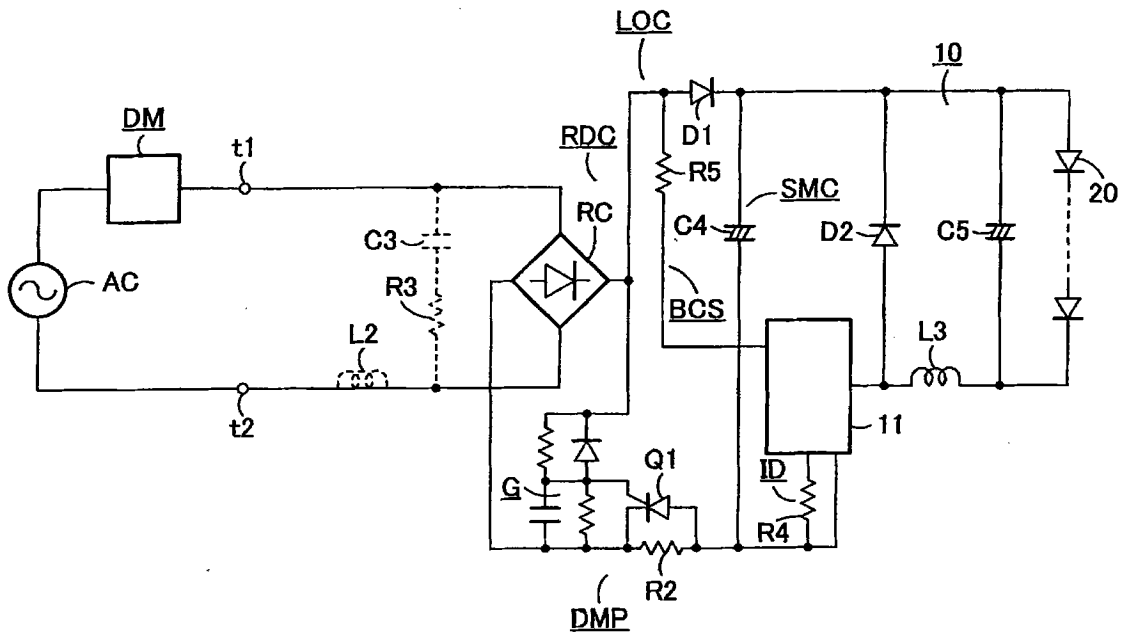 LOC
10
DM
t1
RDC
D1
R5
RC
SMC
20
C3
C4
D2
C5
AC
R3
BCS
L2
L3
t2
11
G
Q1
ID
R4
R2
DMP